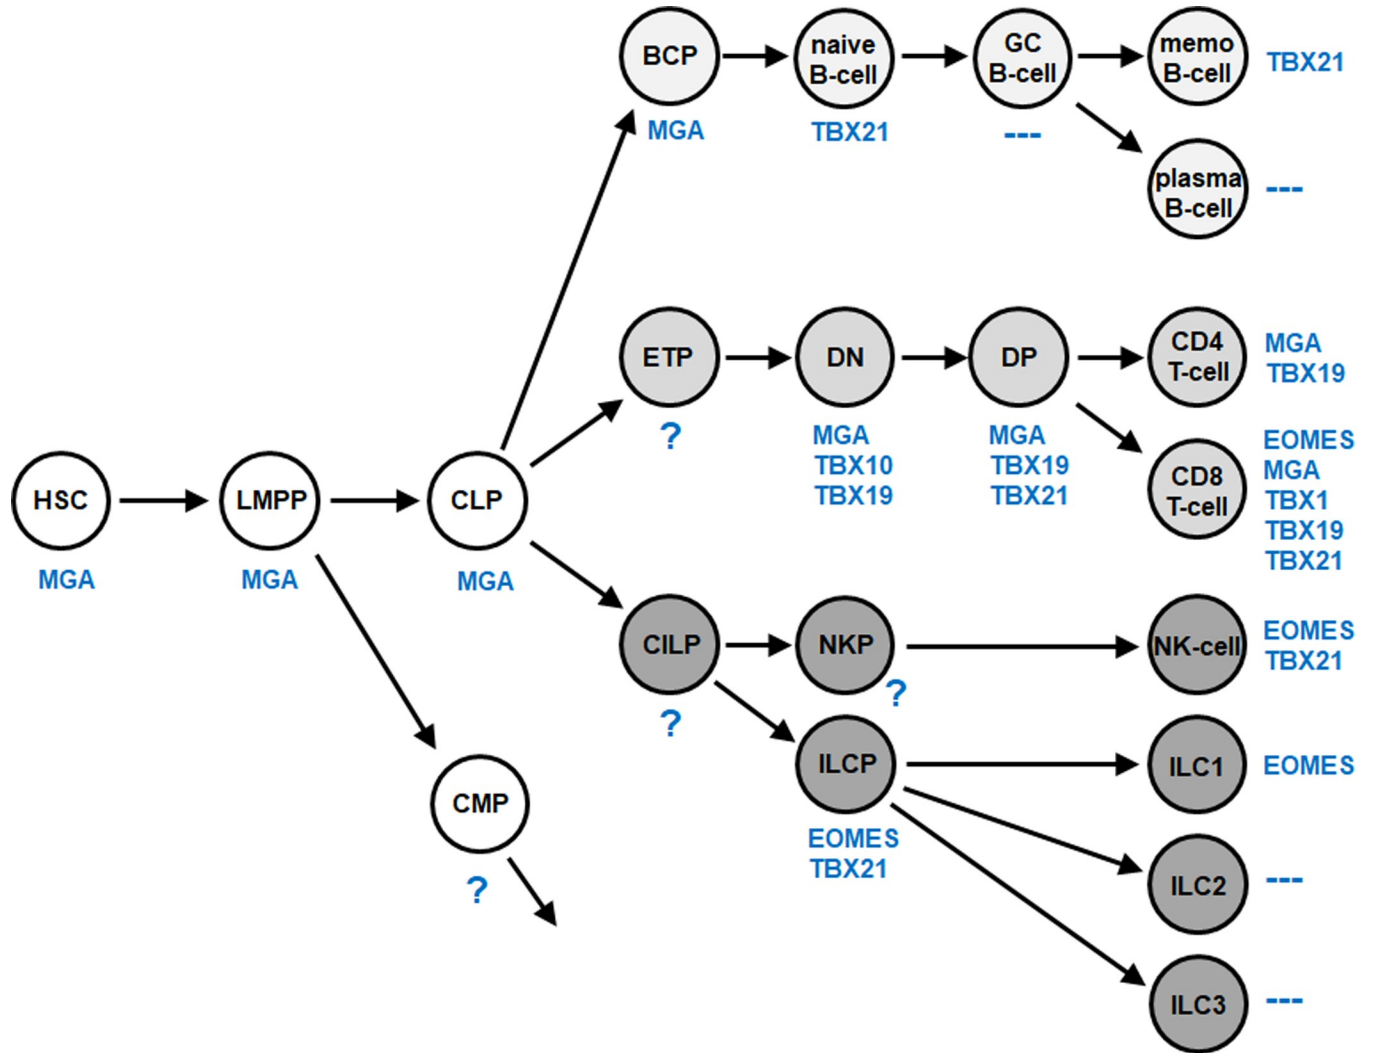 BCP
MGA
naive
B-cell
TBX21
GC
B-cell
---
memo
B-cell
TBX21
plasma
B-cell
---
ETP
?
DN
MGA
TBX10
TBX19
DP
MGA
TBX19
TBX21
CD4
T-cell
MGA
TBX19
CD8
T-cell
EOMES
MGA
TBX1
TBX19
TBX21
HSC
MGA
LMPP
MGA
CLP
MGA
CILP
?
NKP
?
NK-cell
EOMES
TBX21
ILCP
EOMES
TBX21
ILC1
EOMES
CMP
?
ILC2
---
ILC3
---